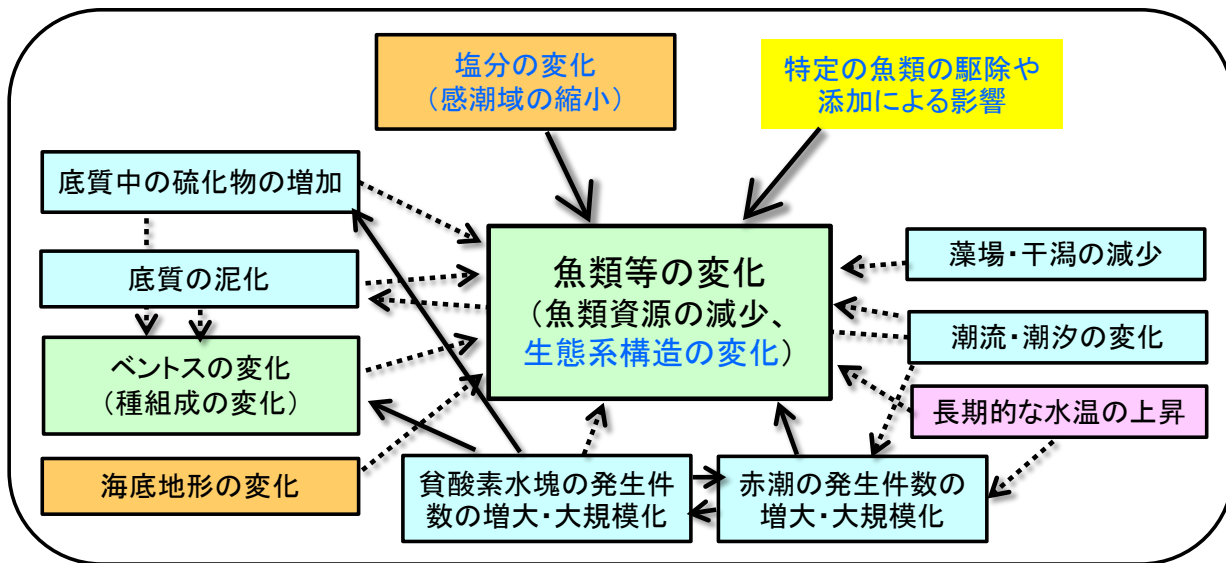 塩分の変化
（感潮域の縮小）
特定の魚類の駆除や
添加による影響
底質中の硫化物の増加
底質の泥化
ベントスの変化
（種組成の変化）
海底地形の変化
魚類等の変化
（魚類資源の減少、
生態系構造の変化）
藻場・干潟の減少
潮流・潮汐の変化
長期的な水温の上昇
貧酸素水塊の発生件
数の増大・大規模化
赤潮の発生件数の
増大・大規模化